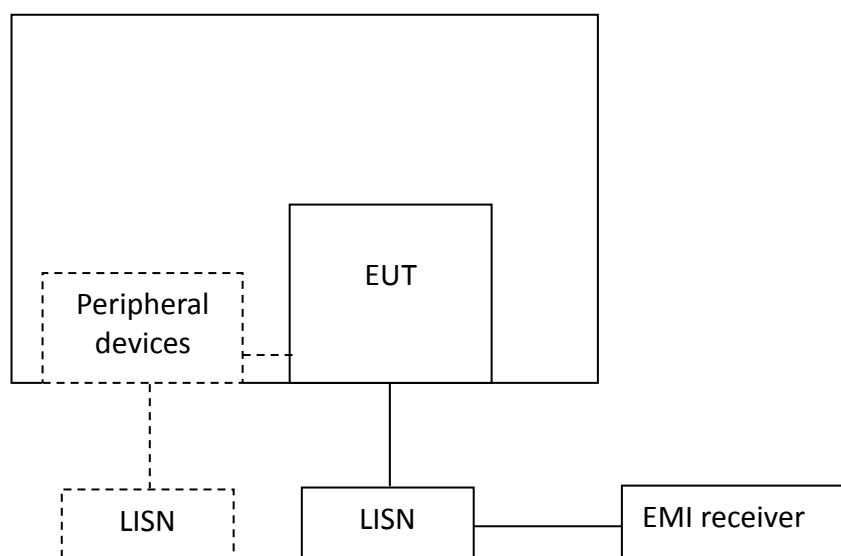 EUT
Peripheral
devices
LISN
LISN
EMI receiver